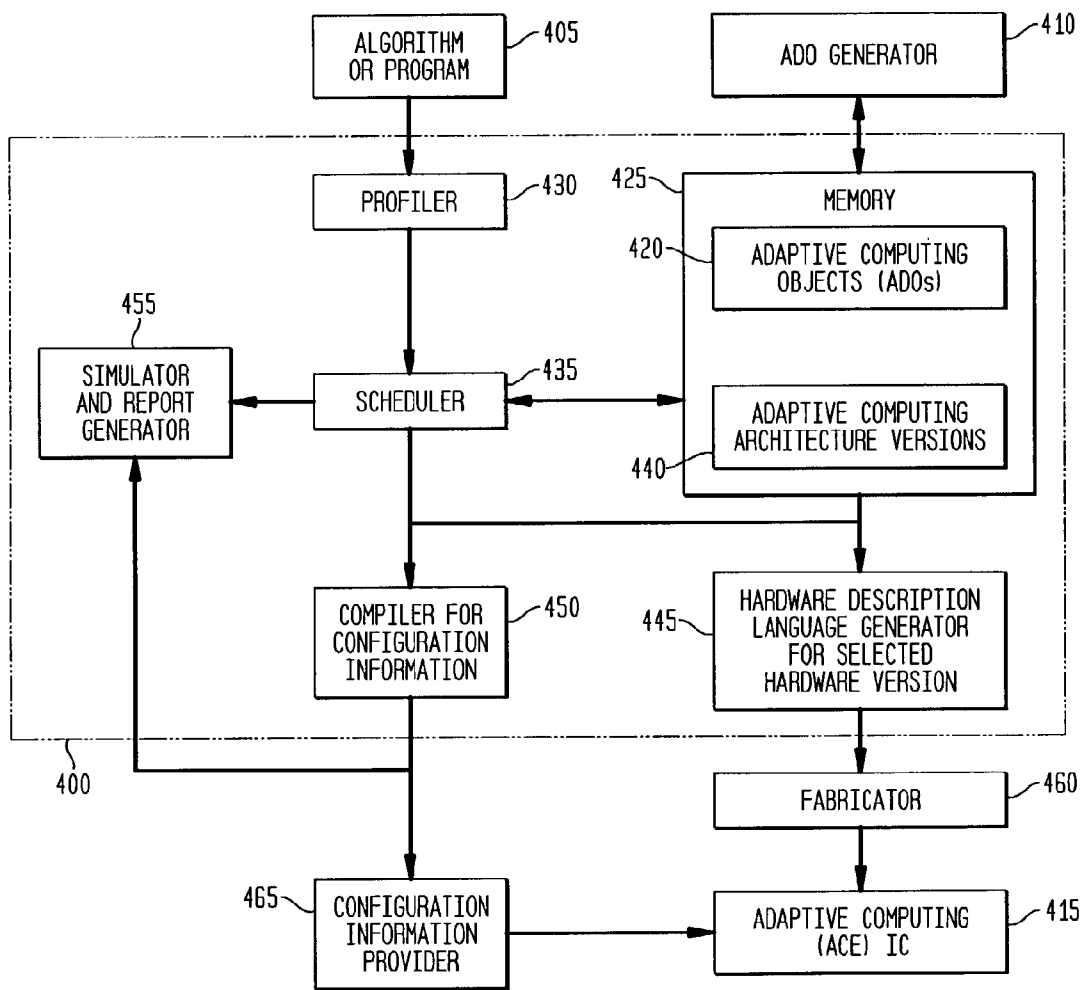 ALGORITHM
OR PROGRAM
405
ADO GENERATOR
410
PROFILER
430
425
MEMORY
420
ADAPTIVE COMPUTING
OBJECTS (ADOs)
455
SIMULATOR
AND REPORT
GENERATOR
SCHEDULER
435
ADAPTIVE COMPUTING
ARCHITECTURE VERSIONS
440
COMPILER FOR
CONFIGURATION
INFORMATION
450
445
HARDWARE DESCRIPTION
LANGUAGE GENERATOR
FOR SELECTED
HARDWARE VERSION
400
FABRICATOR
460
465
CONFIGURATION
INFORMATION
PROVIDER
ADAPTIVE COMPUTING
(ACE) IC
415